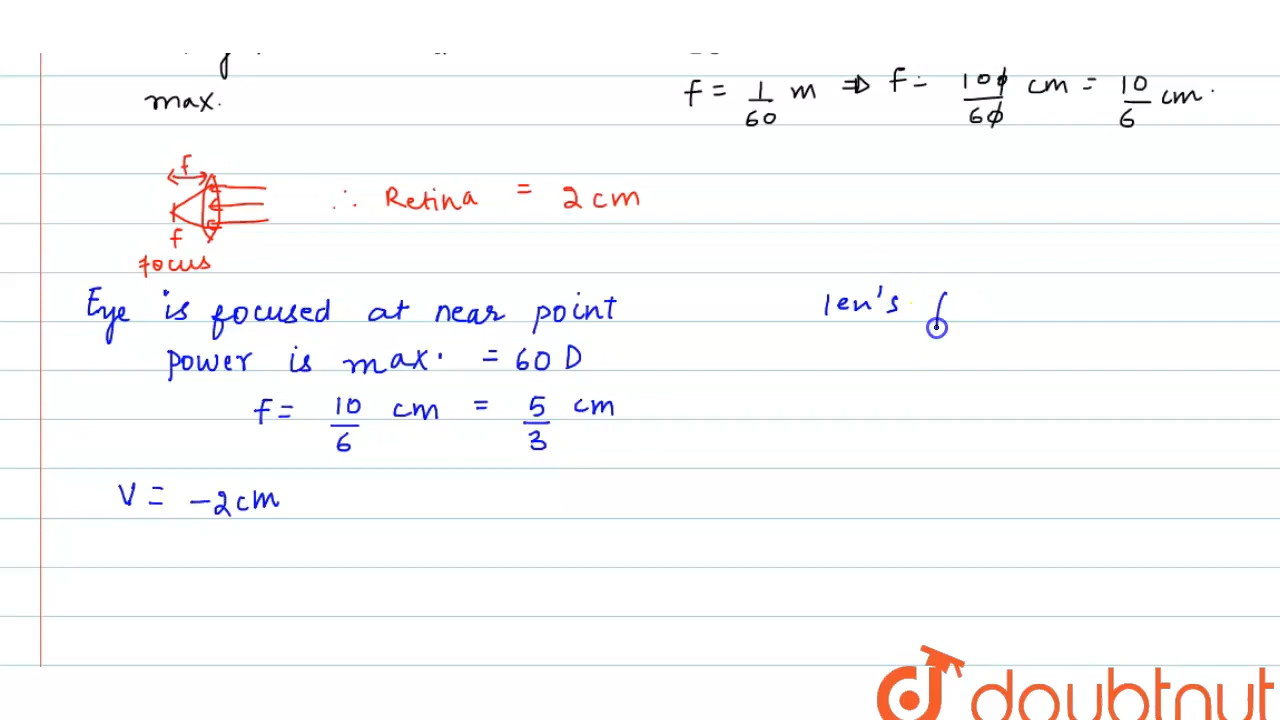 max.
f = 1/60 m ⇒ f = 100/60 cm = 10/6 cm.
f
f
focus
∴ Retina = 2 cm
Eye is focused at near point
power is max. = 60 D
f = 10/6 cm = 5/3 cm
V = -2 cm
len's f
doubtnut